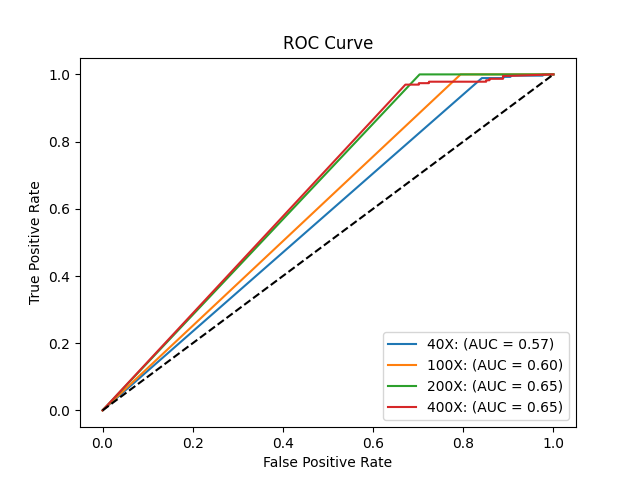 ROC Curve
1.0
0.8
0.6
0.4
0.2
0.0
True Positive Rate
40X: (AUC = 0.57)
100X: (AUC = 0.60)
200X: (AUC = 0.65)
400X: (AUC = 0.65)
0.0 0.2 0.4 0.6 0.8 1.0
False Positive Rate